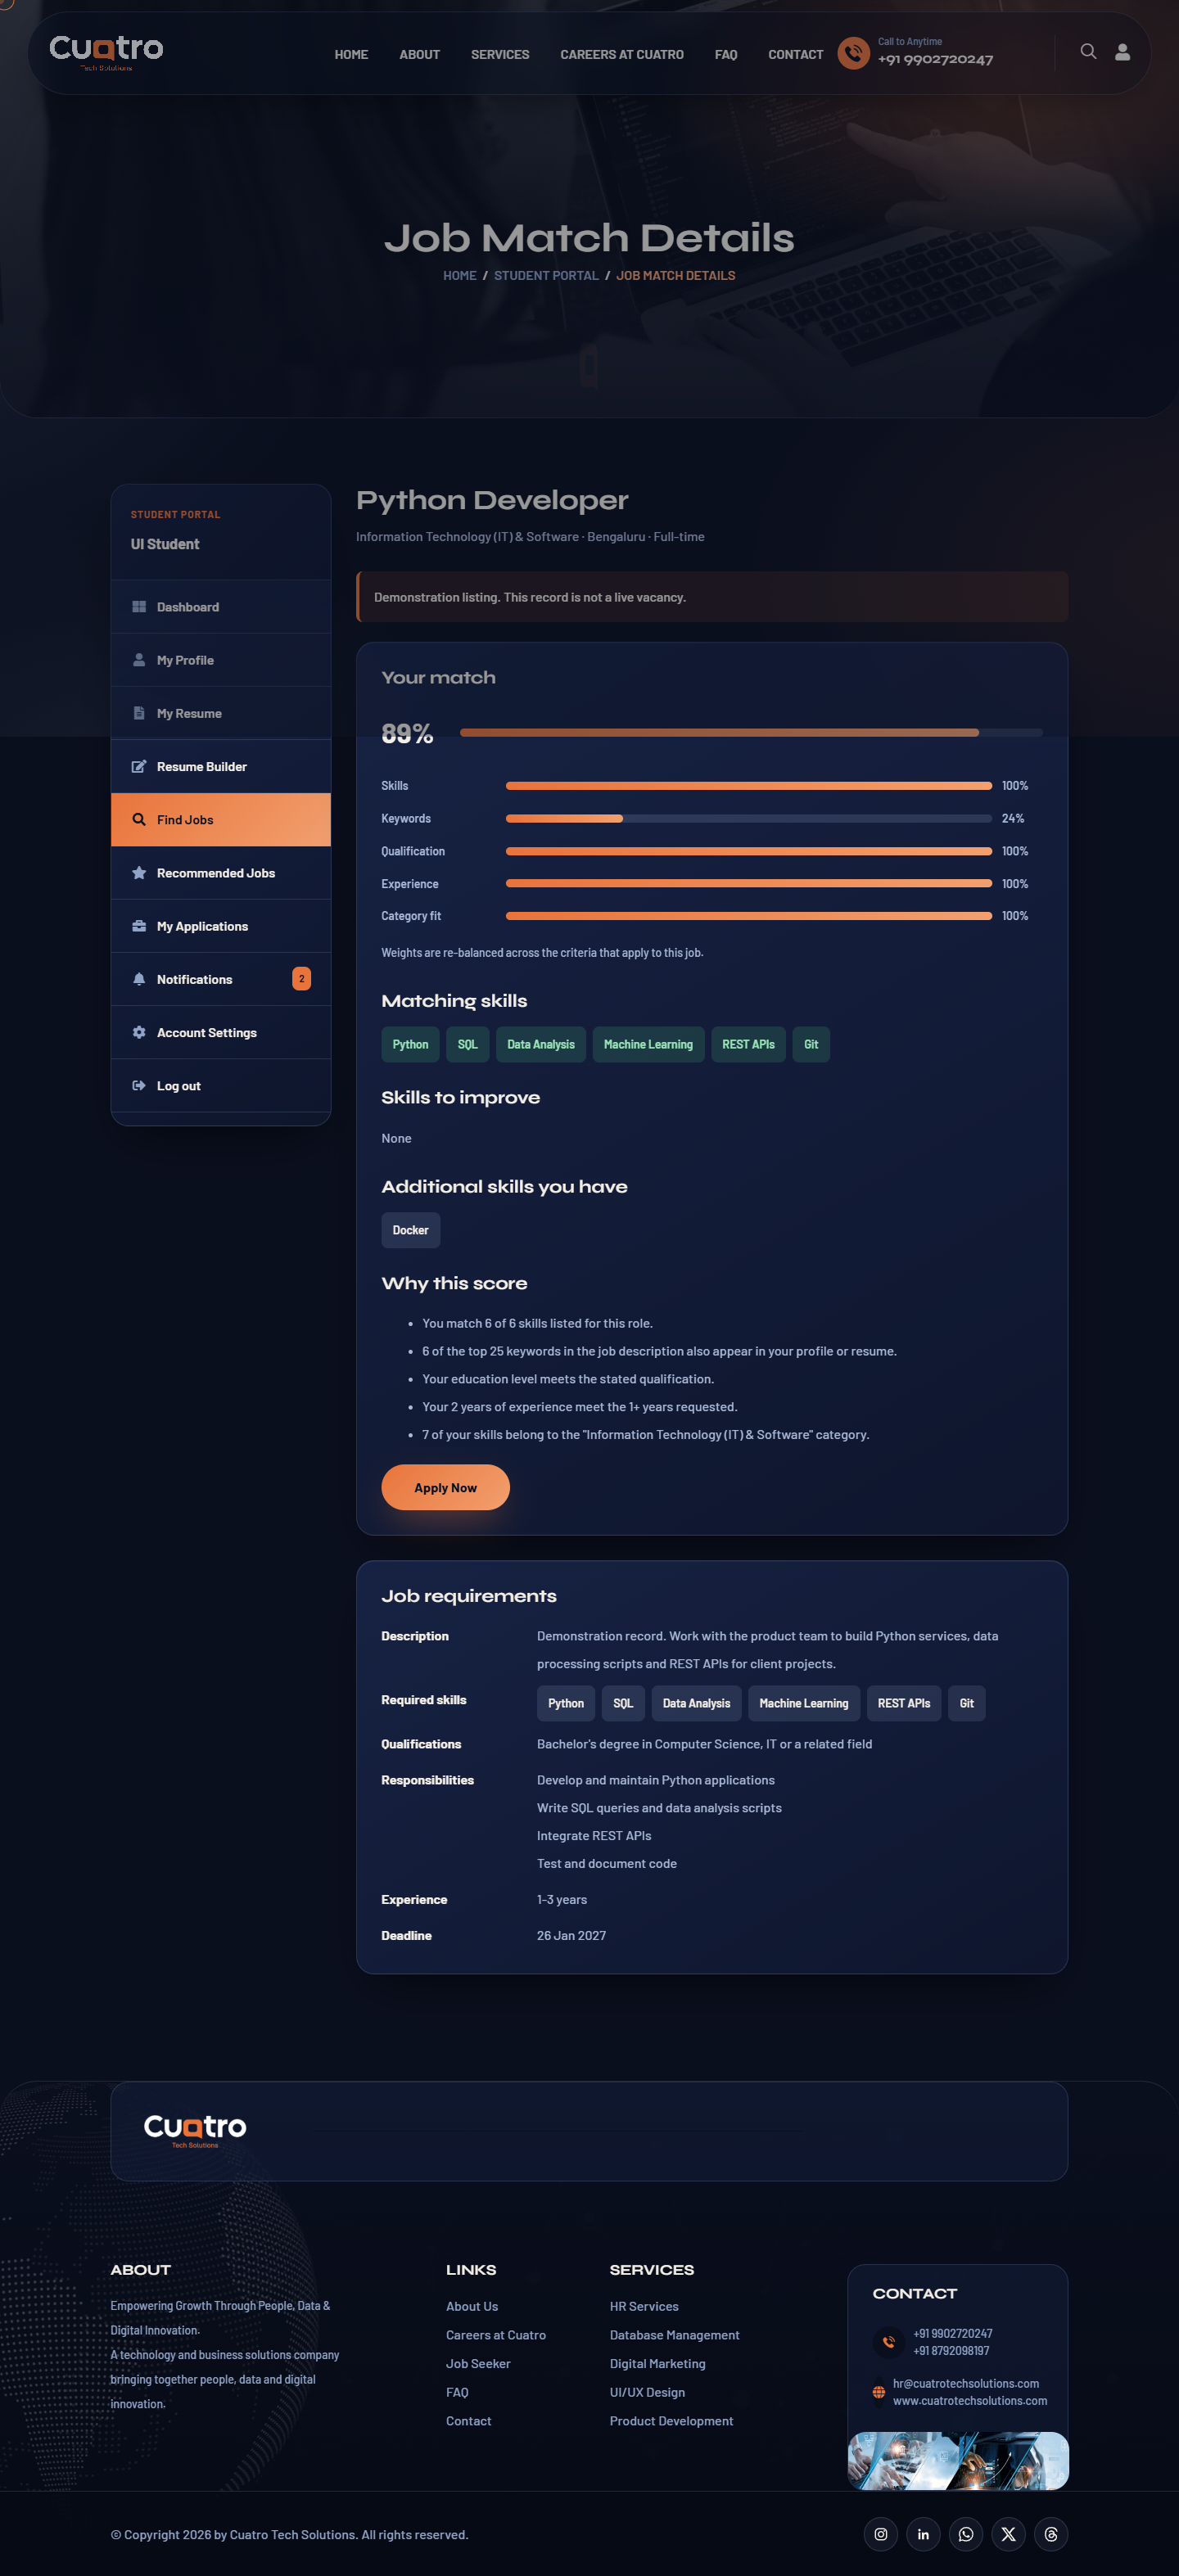 Cuatro
Tech Solutions
HOME
ABOUT
SERVICES
CAREERS AT CUATRO
FAQ
CONTACT
Call to Anytime
+91 9902720247
Job Match Details
HOME / STUDENT PORTAL / JOB MATCH DETAILS
STUDENT PORTAL
UI Student
Dashboard
My Profile
My Resume
Resume Builder
Find Jobs
Recommended Jobs
My Applications
Notifications 2
Account Settings
Log out
Python Developer
Information Technology (IT) & Software · Bengaluru · Full-time
Demonstration listing. This record is not a live vacancy.
Your match
89%
Skills 100%
Keywords 24%
Qualification 100%
Experience 100%
Category fit 100%
Weights are re-balanced across the criteria that apply to this job.
Matching skills
Python SQL Data Analysis Machine Learning REST APIs Git
Skills to improve
None
Additional skills you have
Docker
Why this score
• You match 6 of 6 skills listed for this role.
• 6 of the top 25 keywords in the job description also appear in your profile or resume.
• Your education level meets the stated qualification.
• Your 2 years of experience meet the 1+ years requested.
• 7 of your skills belong to the "Information Technology (IT) & Software" category.
Apply Now
Job requirements
Description Demonstration record. Work with the product team to build Python services, data
processing scripts and REST APIs for client projects.
Required skills Python SQL Data Analysis Machine Learning REST APIs Git
Qualifications Bachelor's degree in Computer Science, IT or a related field
Responsibilities Develop and maintain Python applications
Write SQL queries and data analysis scripts
Integrate REST APIs
Test and document code
Experience 1-3 years
Deadline 26 Jan 2027
Cuatro
Tech Solutions
ABOUT
Empowering Growth Through People, Data &
Digital Innovation.
A technology and business solutions company
bringing together people, data and digital
innovation.
LINKS
About Us
Careers at Cuatro
Job Seeker
FAQ
Contact
SERVICES
HR Services
Database Management
Digital Marketing
UI/UX Design
Product Development
CONTACT
+91 9902720247
+91 8792098197
hr@cuatrotechsolutions.com
www.cuatrotechsolutions.com
© Copyright 2026 by Cuatro Tech Solutions. All rights reserved.